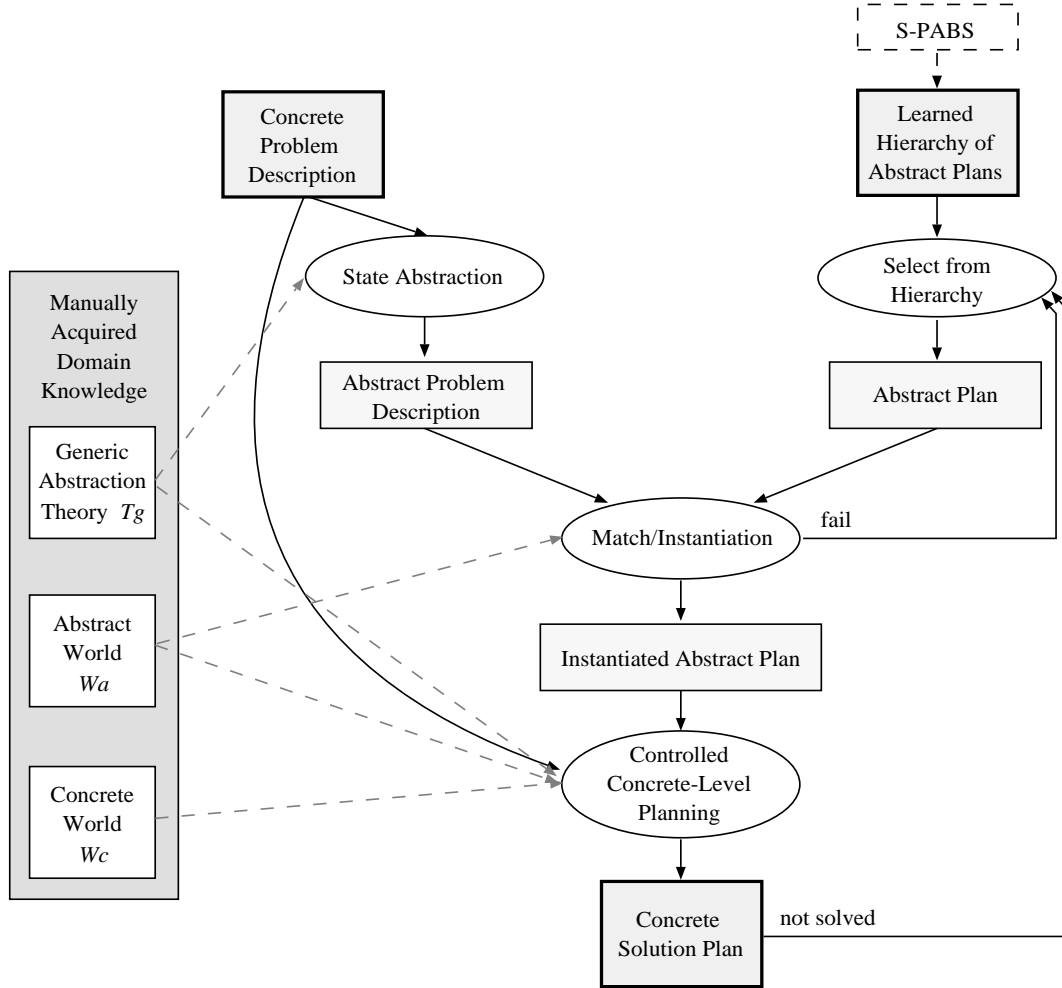 S-PABS
Concrete
Problem
Description
Learned
Hierarchy of
Abstract Plans
State Abstraction
Select from
Hierarchy
Manually
Acquired
Domain
Knowledge
Abstract Problem
Description
Abstract Plan
Generic
Abstraction
Theory Tg
Match/Instantiation
fail
Abstract
World
Wa
Instantiated Abstract Plan
Controlled
Concrete-Level
Planning
Concrete
World
Wc
Concrete
Solution Plan
not solved